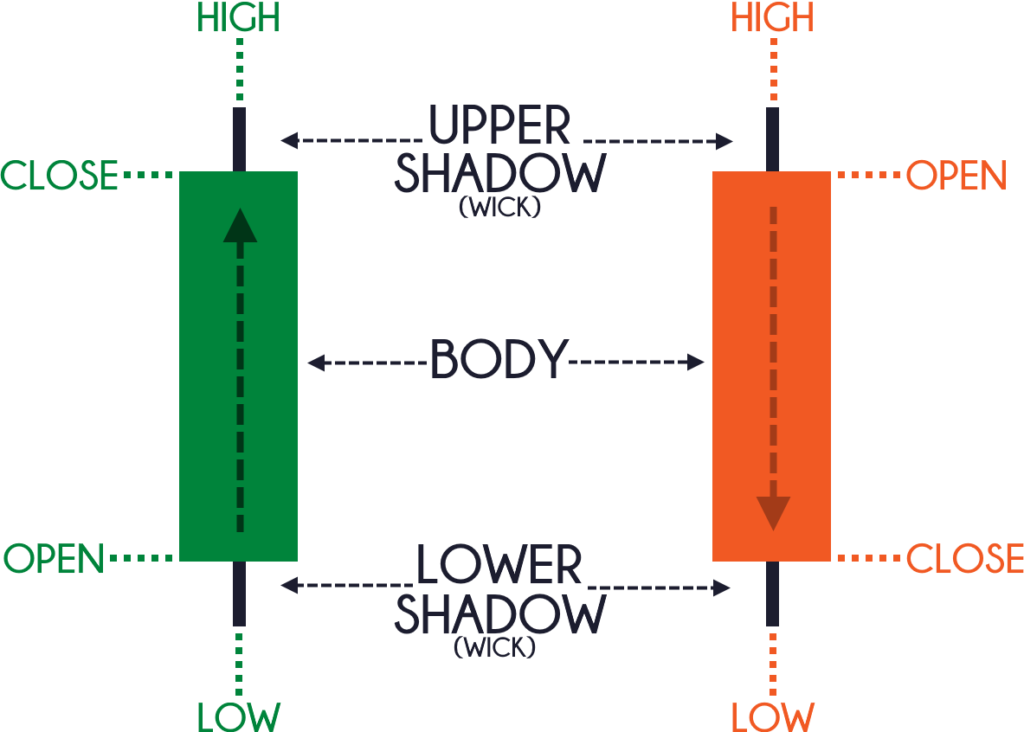 HIGH
HIGH
UPPER
SHADOW
(WICK)
CLOSE
OPEN
BODY
OPEN
CLOSE
LOWER
SHADOW
(WICK)
LOW
LOW